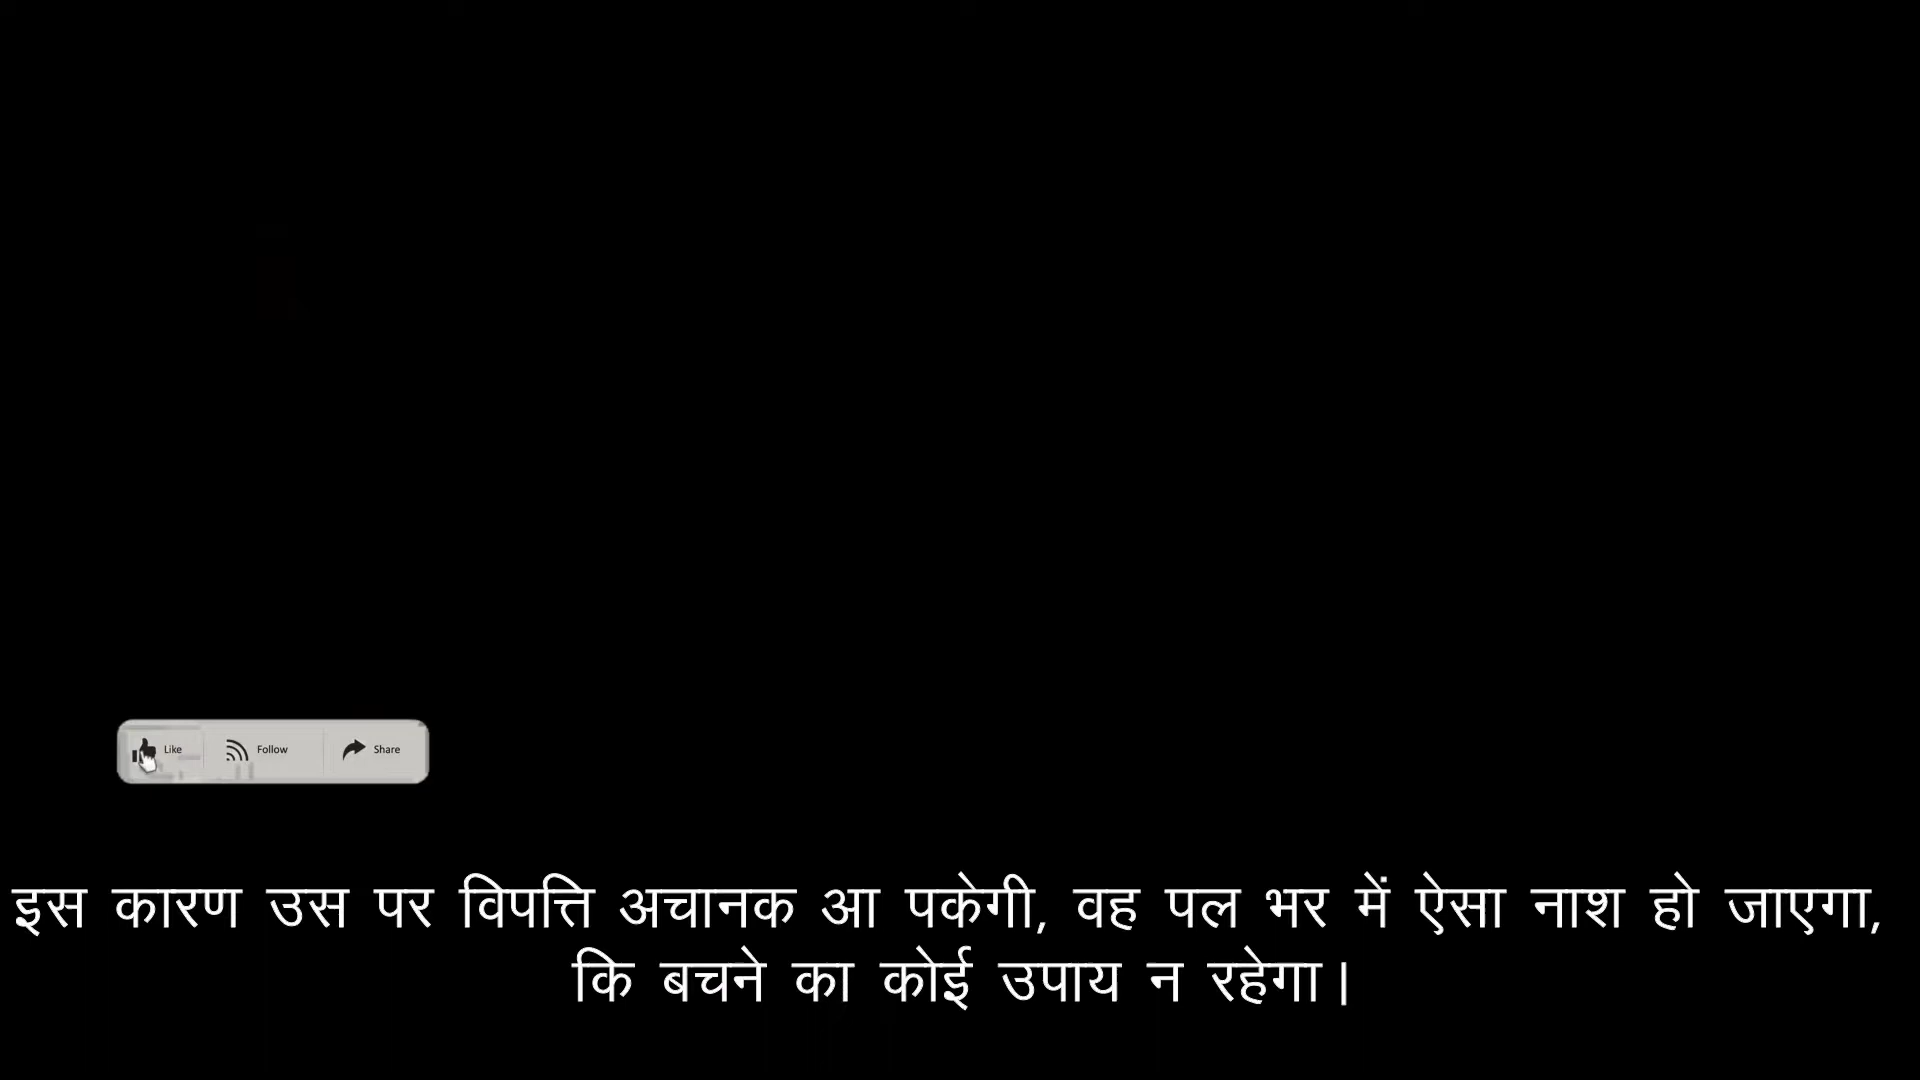 Like Follow Share
इस कारण उस पर विपत्ति अचानक आ पकेगी, वह पल भर में ऐसा नाश हो जाएगा,
कि बचने का कोई उपाय न रहेगा।